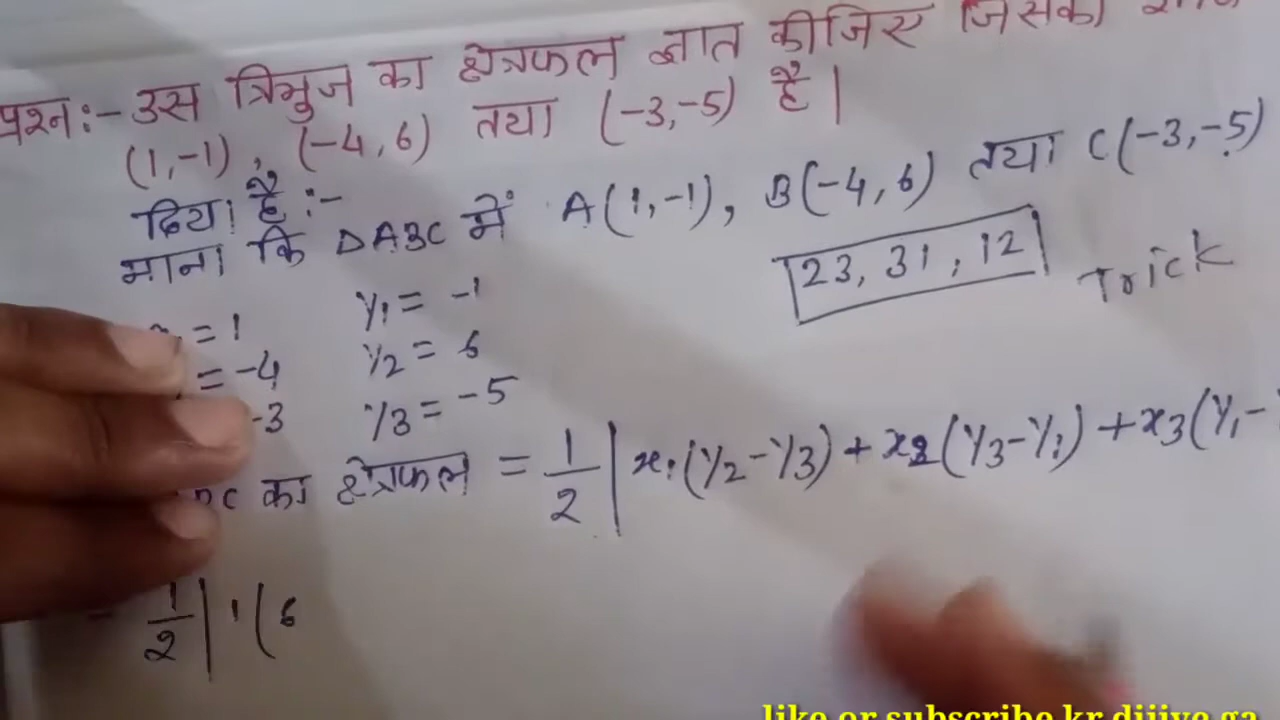 प्रश्न:- उस त्रिभुज का क्षेत्रफल ज्ञात कीजिए जिसका
(1,-1), (-4,6) तथा (-3,-5) है।
दिया है:-
माना कि ΔABC में A(1,-1), B(-4,6) तथा C(-3,-5)
23, 31, 12 Trick
= 1 y₁ = -1
= -4 y₂ = 6
-3 y₃ = -5
का क्षेत्रफल = 1/2 | x₁(y₂-y₃) + x₂(y₃-y₁) + x₃(y₁-
= 1/2 | 1(6
like or subscribe kr dijiye ga